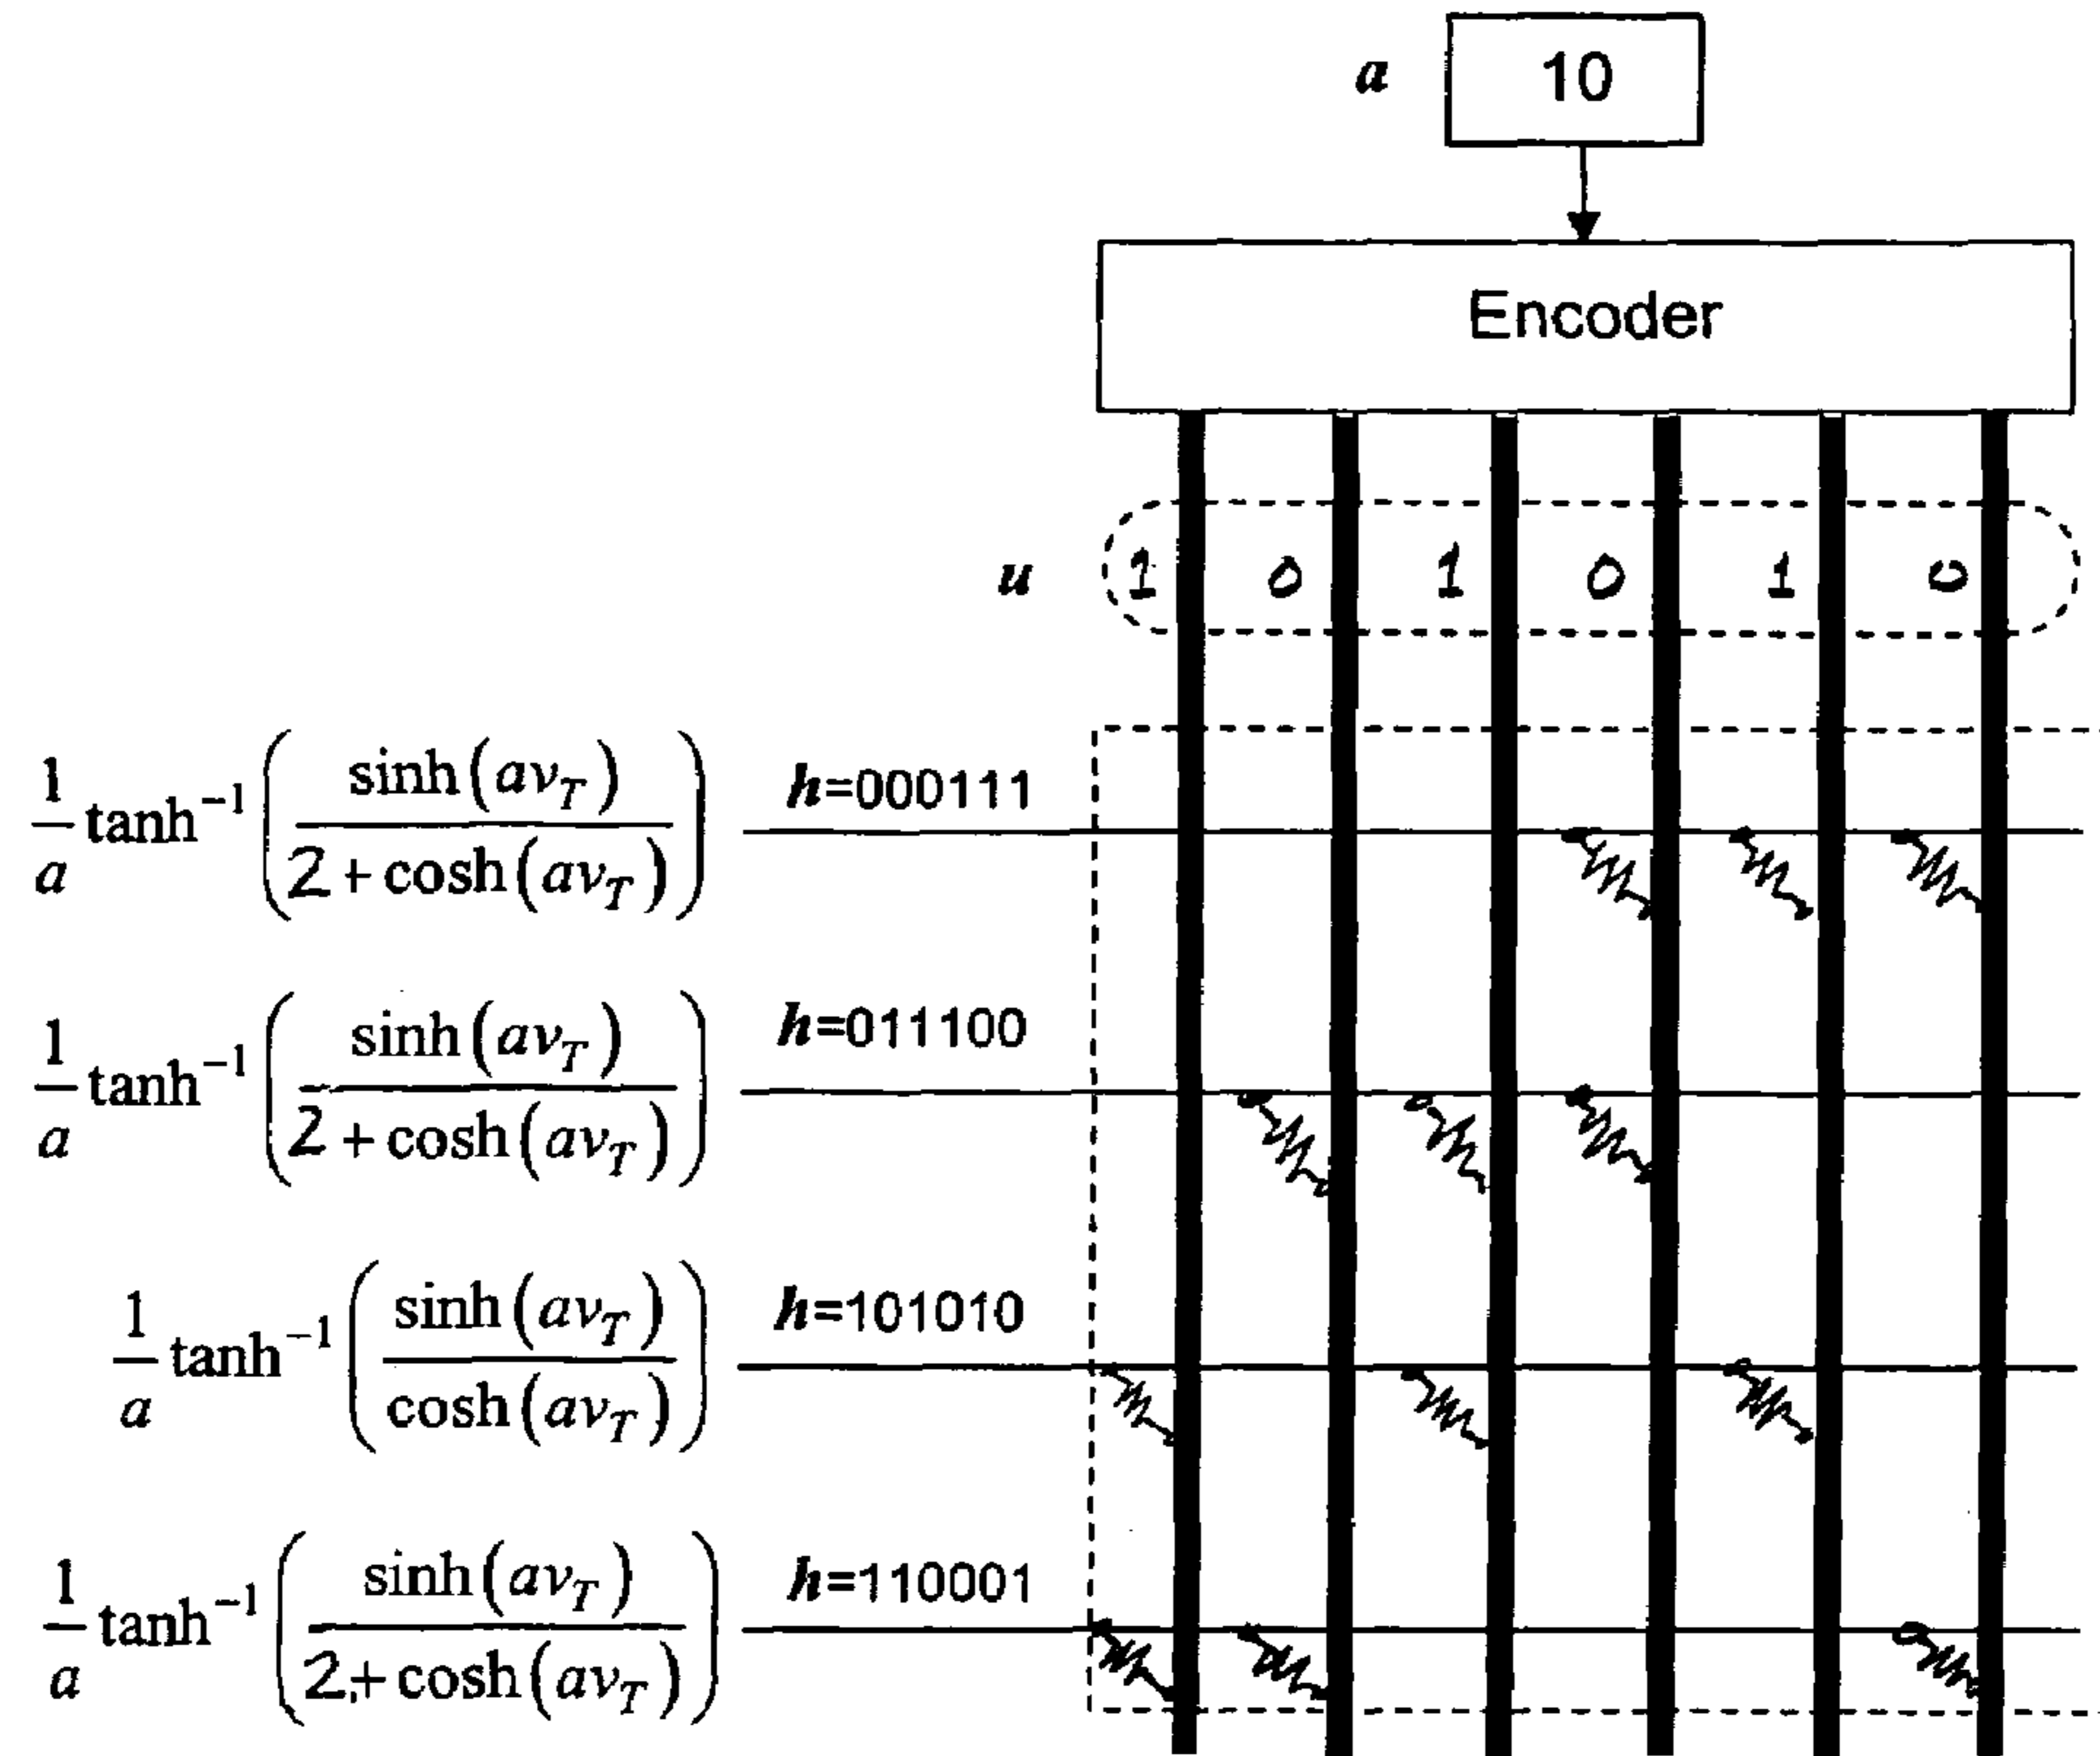 a 10
Encoder
u 1 0 1 0 1 0
1/a tanh⁻¹ ( sinh(av_T) / 2 + cosh(av_T) ) h=000111
1/a tanh⁻¹ ( sinh(av_T) / 2 + cosh(av_T) ) h=011100
1/a tanh⁻¹ ( sinh(av_T) / cosh(av_T) ) h=101010
1/a tanh⁻¹ ( sinh(av_T) / 2 + cosh(av_T) ) h=110001